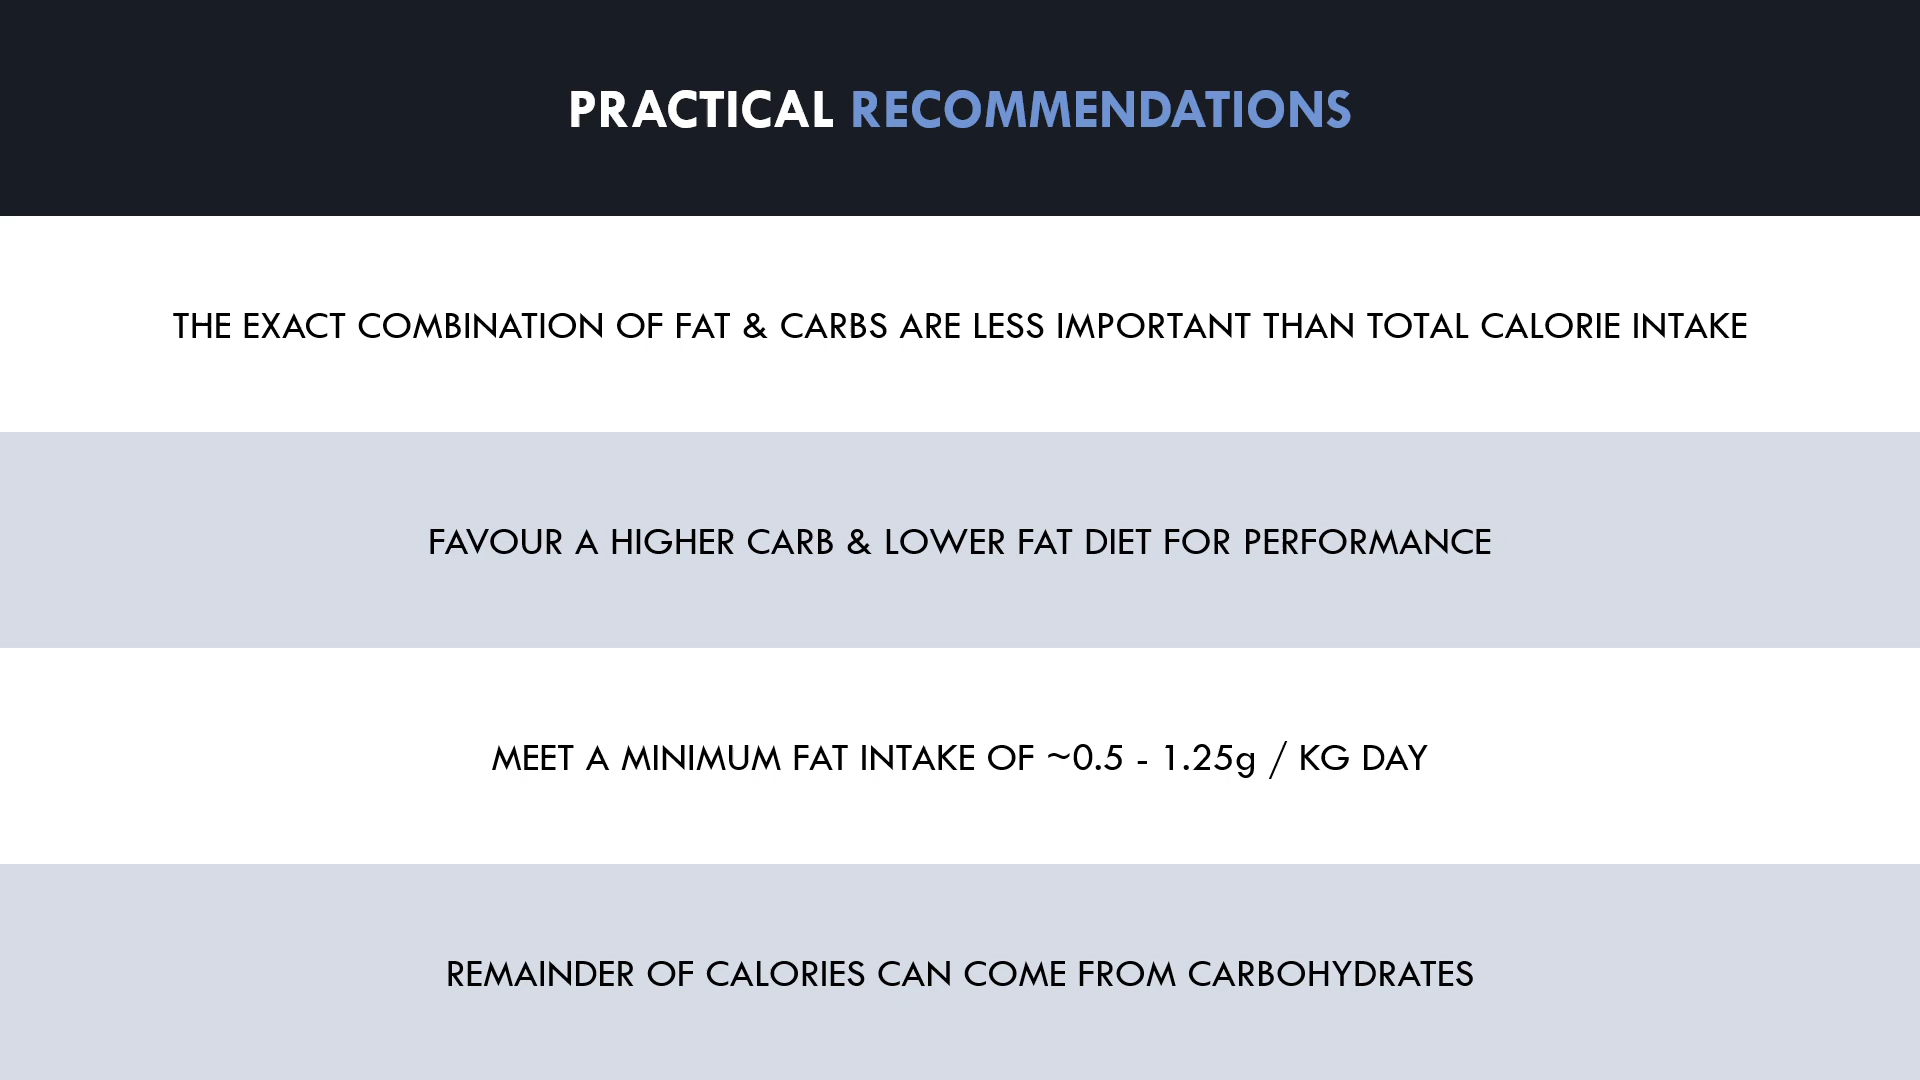 PRACTICAL RECOMMENDATIONS
THE EXACT COMBINATION OF FAT & CARBS ARE LESS IMPORTANT THAN TOTAL CALORIE INTAKE
FAVOUR A HIGHER CARB & LOWER FAT DIET FOR PERFORMANCE
MEET A MINIMUM FAT INTAKE OF ~0.5 - 1.25g / KG DAY
REMAINDER OF CALORIES CAN COME FROM CARBOHYDRATES